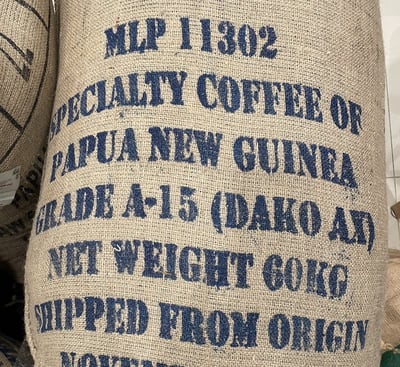 MLP 11302
SPECIALTY COFFEE OF
PAPUA NEW GUINEA
GRADE A-15 (DAKO AX)
NET WEIGHT 60KG
SHIPPED FROM ORIGIN